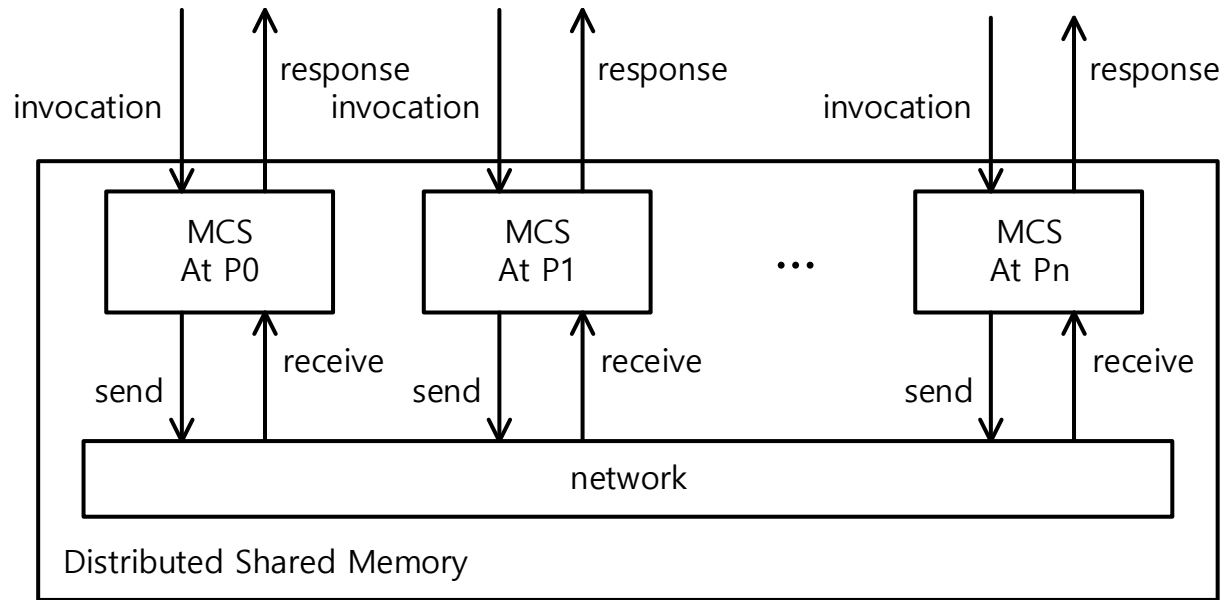 response
response
response
invocation
invocation
invocation
MCS
At P0
MCS
At P1
...
MCS
At Pn
receive
receive
receive
send
send
send
network
Distributed Shared Memory